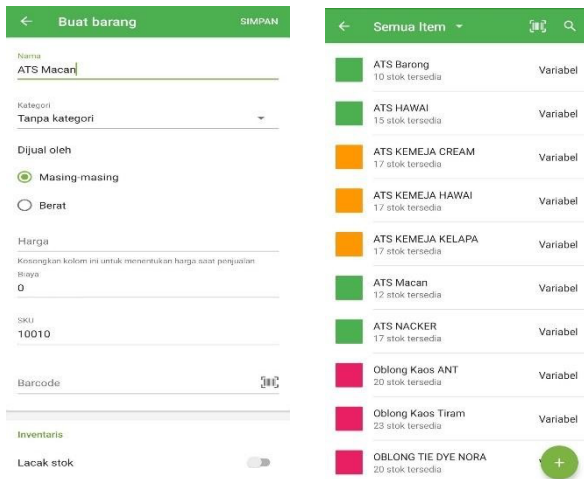 Buat barang
SIMPAN
Nama
ATS Macan
Kategori
Tanpa kategori
Dijual oleh
Masing-masing
Berat
Harga
Kosongkan kolom ini untuk menentukan harga saat penjualan
Biaya
0
SKU
10010
Barcode
Inventaris
Lacak stok
Semua Item
ATS Barong
10 stok tersedia
Variabel
ATS HAWAI
15 stok tersedia
Variabel
ATS KEMEJA CREAM
17 stok tersedia
Variabel
ATS KEMEJA HAWAI
17 stok tersedia
Variabel
ATS KEMEJA KELAPA
17 stok tersedia
Variabel
ATS Macan
12 stok tersedia
Variabel
ATS NACKER
17 stok tersedia
Variabel
Oblong Kaos ANT
20 stok tersedia
Variabel
Oblong Kaos Tiram
23 stok tersedia
Variabel
OBLONG TIE DYE NORA
20 stok tersedia